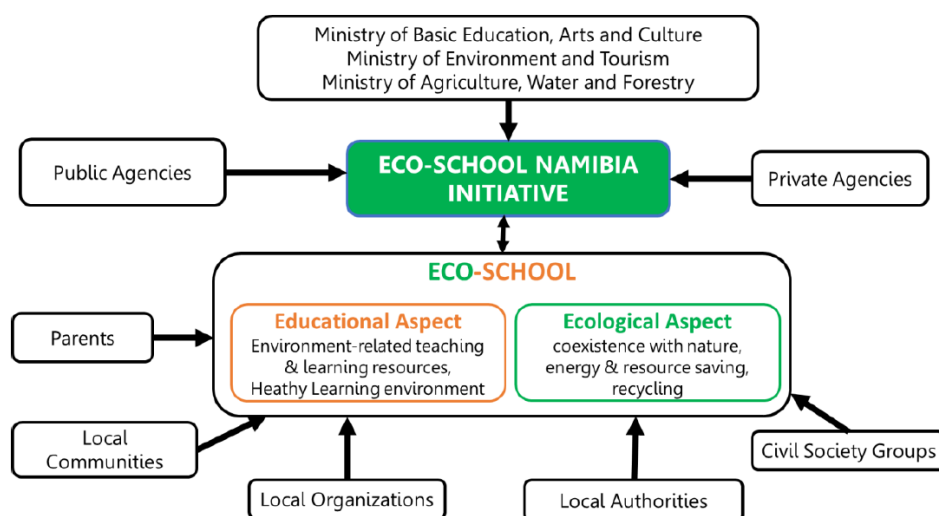 Ministry of Basic Education, Arts and Culture
Ministry of Environment and Tourism
Ministry of Agriculture, Water and Forestry
Public Agencies
ECO-SCHOOL NAMIBIA
INITIATIVE
Private Agencies
ECO-SCHOOL
Educational Aspect
Environment-related teaching
& learning resources,
Heathy Learning environment
Ecological Aspect
coexistence with nature,
energy & resource saving,
recycling
Parents
Local
Communities
Local Organizations
Local Authorities
Civil Society Groups